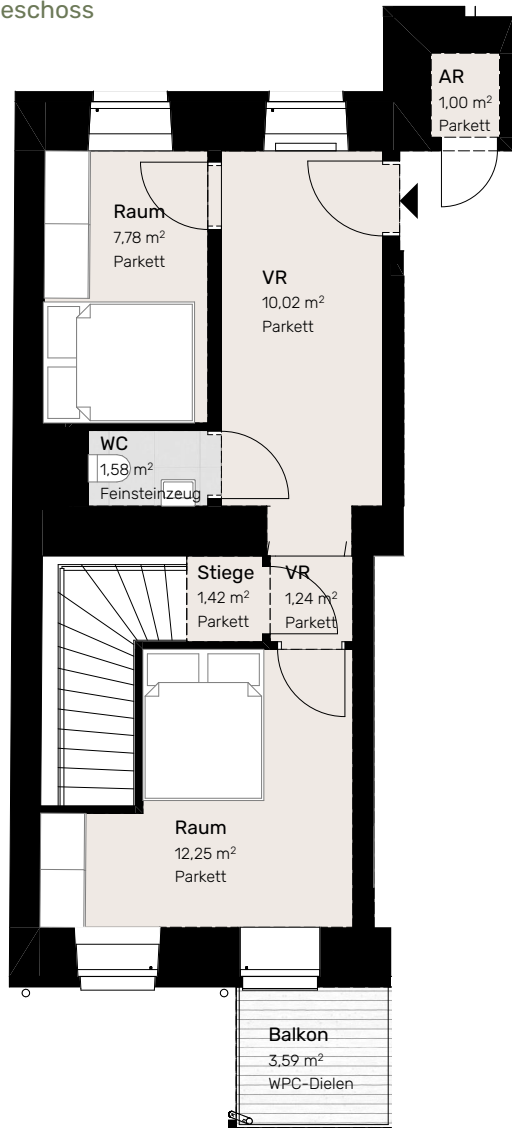 eschoss
AR
1,00 m²
Parkett
Raum
7,78 m²
Parkett
VR
10,02 m²
Parkett
WC
1,58 m²
Feinsteinzeug
Stiege
1,42 m²
Parkett
VR
1,24 m²
Parkett
Raum
12,25 m²
Parkett
Balkon
3,59 m²
WPC-Dielen